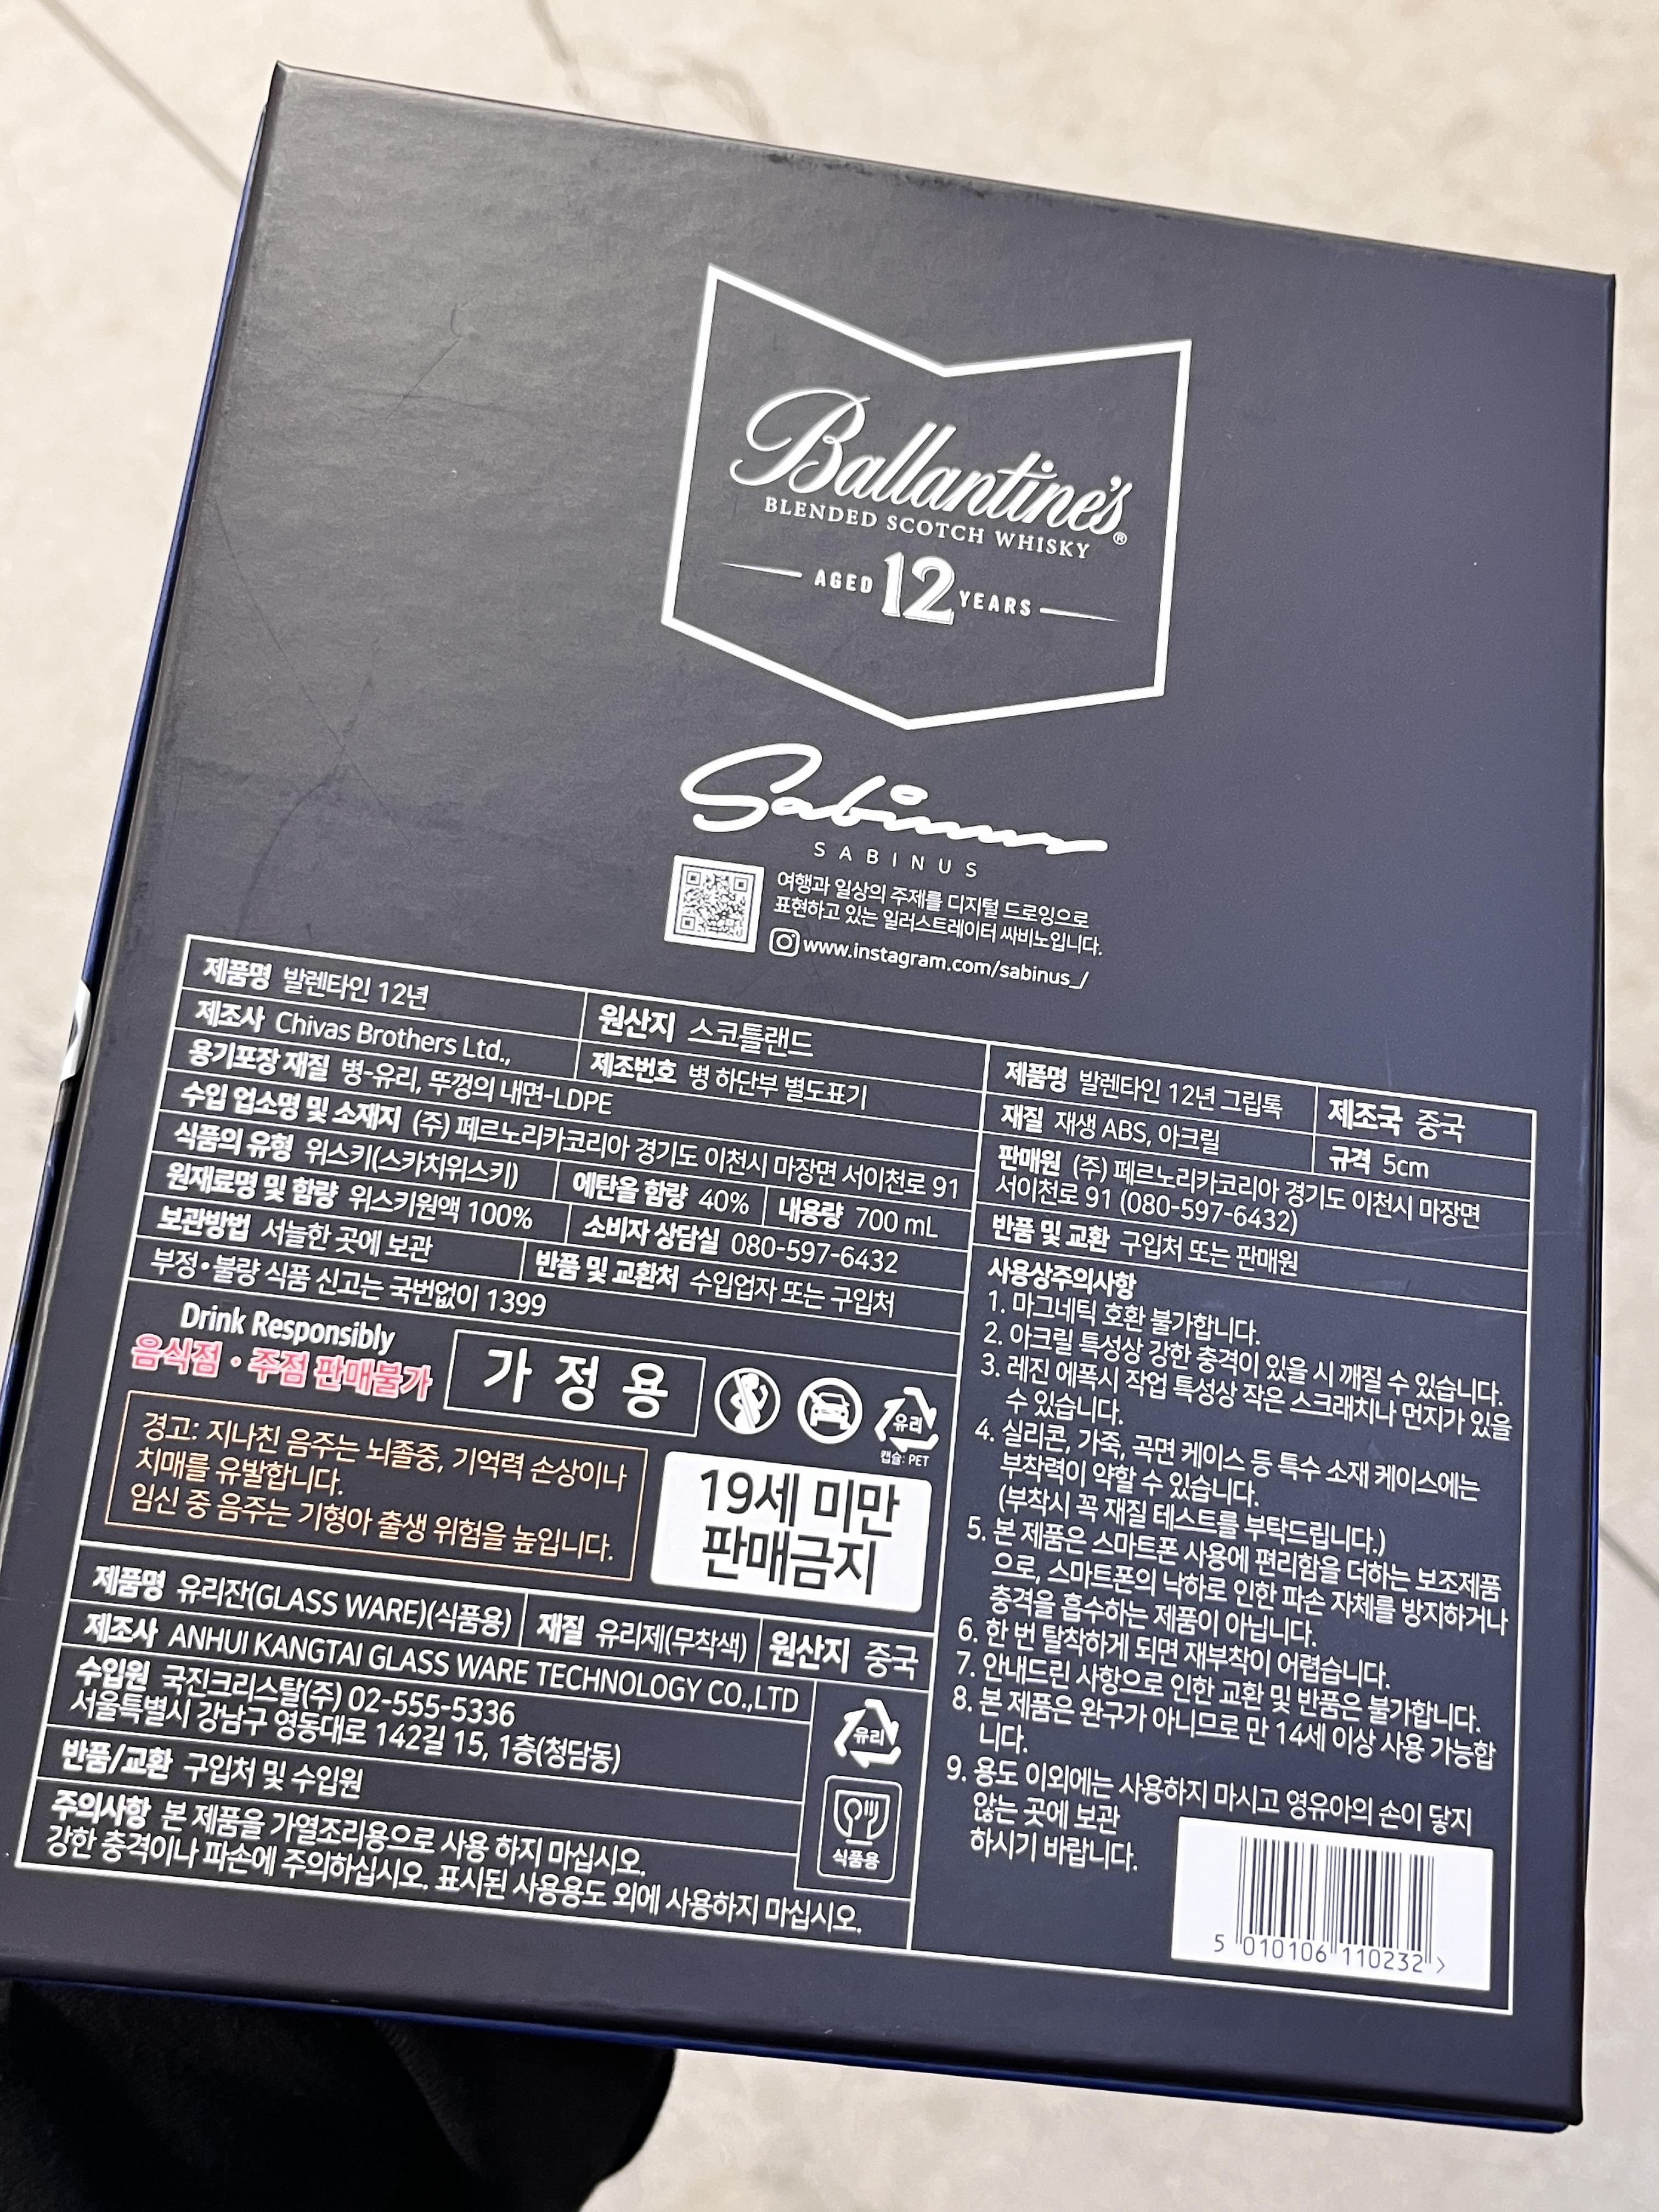 Ballantine's®
BLENDED SCOTCH WHISKY
AGED 12 YEARS
Sabinus
SABINUS
여행과 일상의 주제를 디지털 드로잉으로
표현하고 있는 일러스트레이터 싸비노입니다.
www.instagram.com/sabinus_/
제품명 발렌타인 12년
원산지 스코틀랜드
제조사 Chivas Brothers Ltd.,
제조번호 병 하단부 별도표기
용기포장 재질 병-유리, 뚜껑의 내면-LDPE
수입 업소명 및 소재지 (주) 페르노리카코리아 경기도 이천시 마장면 서이천로 91
식품의 유형 위스키(스카치위스키)
에탄올 함량 40%
내용량 700 mL
원재료명 및 함량 위스키원액 100%
소비자 상담실 080-597-6432
보관방법 서늘한 곳에 보관
반품 및 교환처 수입업자 또는 구입처
부정•불량 식품 신고는 국번없이 1399
Drink Responsibly
음식점 • 주점 판매불가
가 정 용
유리
캡슐: PET
경고: 지나친 음주는 뇌졸중, 기억력 손상이나
치매를 유발합니다.
임신 중 음주는 기형아 출생 위험을 높입니다.
19세 미만
판매금지
제품명 유리잔(GLASS WARE)(식품용)
재질 유리제(무착색)
원산지 중국
제조사 ANHUI KANGTAI GLASS WARE TECHNOLOGY CO.,LTD
수입원 국진크리스탈(주) 02-555-5336
서울특별시 강남구 영동대로 142길 15, 1층(청담동)
반품/교환 구입처 및 수입원
유리
식품용
주의사항 본 제품을 가열조리용으로 사용 하지 마십시오.
강한 충격이나 파손에 주의하십시오. 표시된 사용용도 외에 사용하지 마십시오.
제품명 발렌타인 12년 그립톡
제조국 중국
재질 재생 ABS, 아크릴
규격 5cm
판매원 (주) 페르노리카코리아 경기도 이천시 마장면
서이천로 91 (080-597-6432)
반품 및 교환 구입처 또는 판매원
사용상주의사항
1. 마그네틱 호환 불가합니다.
2. 아크릴 특성상 강한 충격이 있을 시 깨질 수 있습니다.
3. 레진 에폭시 작업 특성상 작은 스크래치나 먼지가 있을
수 있습니다.
4. 실리콘, 가죽, 곡면 케이스 등 특수 소재 케이스에는
부착력이 약할 수 있습니다.
(부착시 꼭 재질 테스트를 부탁드립니다.)
5. 본 제품은 스마트폰 사용에 편리함을 더하는 보조제품
으로, 스마트폰의 낙하로 인한 파손 자체를 방지하거나
충격을 흡수하는 제품이 아닙니다.
6. 한 번 탈착하게 되면 재부착이 어렵습니다.
7. 안내드린 사항으로 인한 교환 및 반품은 불가합니다.
8. 본 제품은 완구가 아니므로 만 14세 이상 사용 가능합
니다.
9. 용도 이외에는 사용하지 마시고 영유아의 손이 닿지
않는 곳에 보관
하시기 바랍니다.
5 010106 110232 >